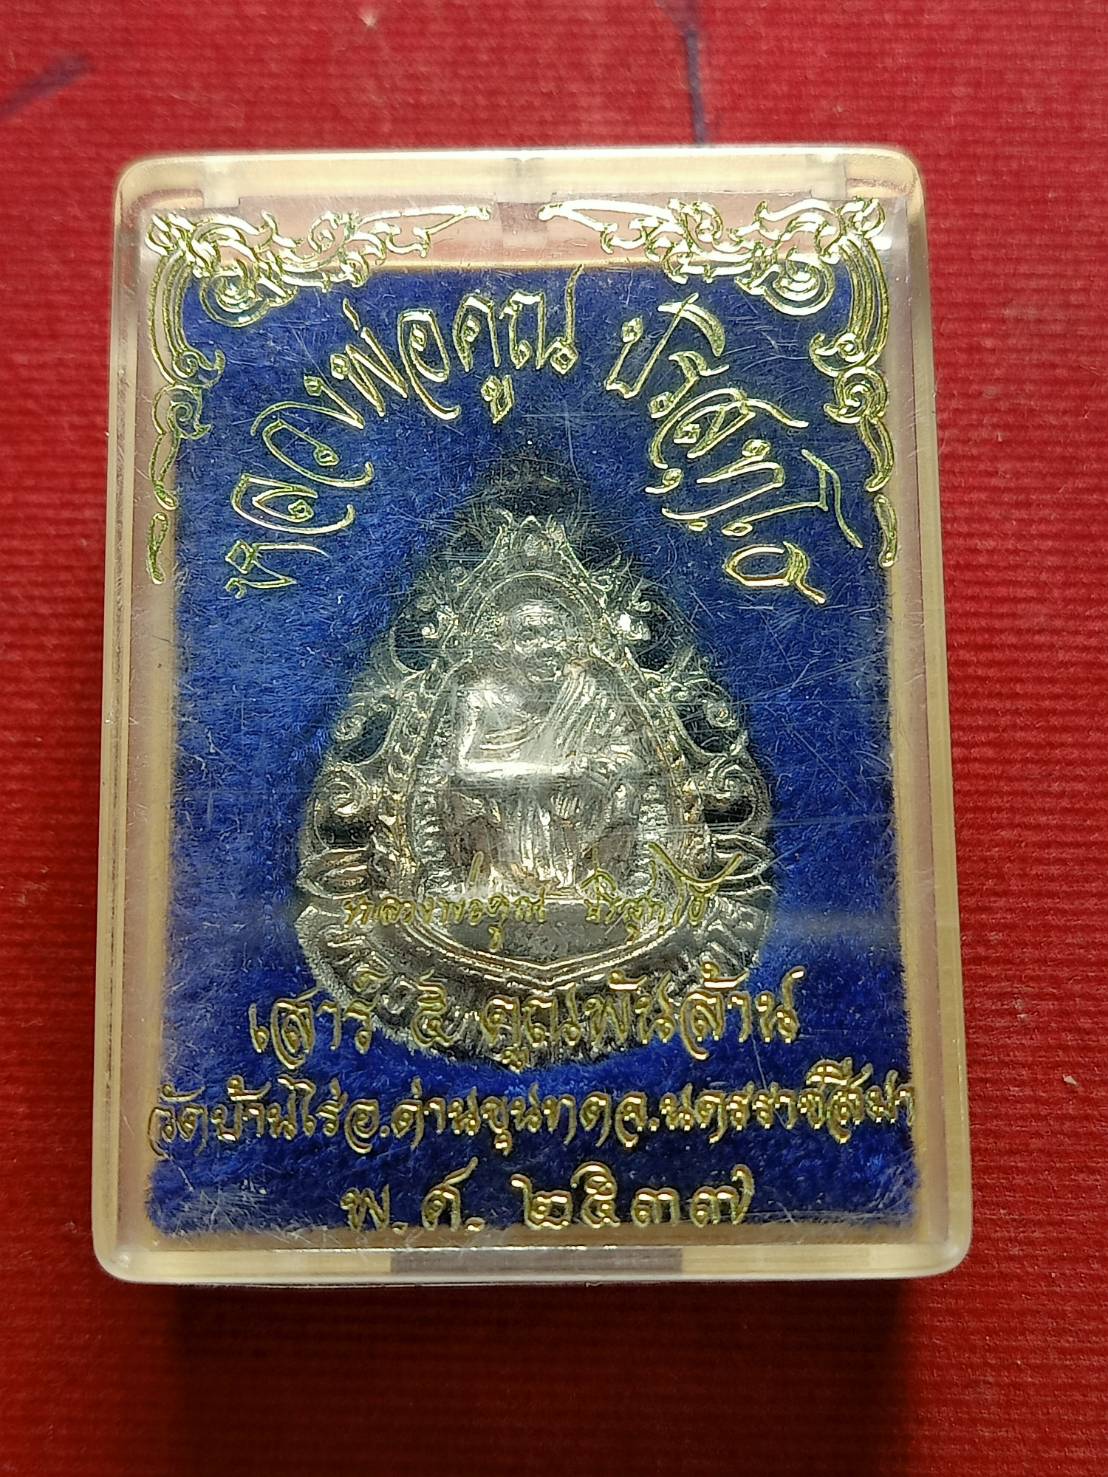 หลวงพ่อคูณ ปริสุทฺโธ
หลวงพ่อคูณ ปริสุทฺโธ
เสาร์ ๕ คูณพันล้าน
วัดบ้านไร่อ.ด่านขุนทดจ.นครราชสีมา
พ.ศ. ๒๕๓๗